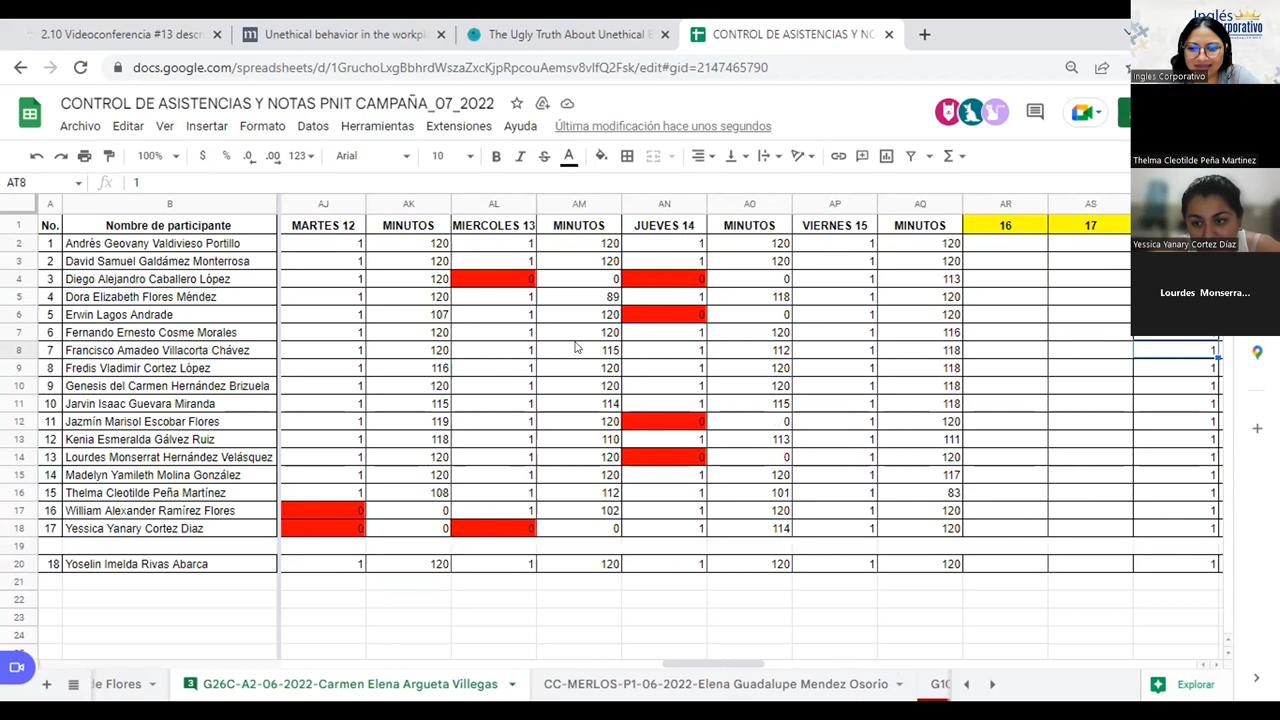 2.10 Videoconferencia #13 descr
Unethical behavior in the workpl
The Ugly Truth About Unethical B
CONTROL DE ASISTENCIAS Y NO
Inglés
Corporativo
docs.google.com/spreadsheets/d/1GruchoLxgBbhrdWszaZxcKjpRpcouAemsv8vlfQ2Fsk/edit#gid=2147465790
Ingles Corporativo
CONTROL DE ASISTENCIAS Y NOTAS PNIT CAMPAÑA_07_2022
Archivo Editar Ver Insertar Formato Datos Herramientas Extensiones Ayuda Última modificación hace unos segundos
100% $ % .0 .00 123 Arial 10 B I S A
Thelma Cleotilde Peña Martinez
AT8 fx 1
A B AJ AK AL AM AN AO AP AQ AR AS
1 No. Nombre de participante MARTES 12 MINUTOS MIERCOLES 13 MINUTOS JUEVES 14 MINUTOS VIERNES 15 MINUTOS 16 17
2 1 Andrés Geovany Valdivieso Portillo 1 120 1 120 1 120 1 120
Yessica Yanary Cortez Díaz
3 2 David Samuel Galdámez Monterrosa 1 120 1 120 1 120 1 120
4 3 Diego Alejandro Caballero López 1 120 0 0 0 0 1 113
Lourdes Monserra...
5 4 Dora Elizabeth Flores Méndez 1 120 1 89 1 118 1 120
6 5 Erwin Lagos Andrade 1 107 1 120 0 0 1 120
7 6 Fernando Ernesto Cosme Morales 1 120 1 120 1 120 1 116
8 7 Francisco Amadeo Villacorta Chávez 1 120 1 115 1 112 1 118 1
9 8 Fredis Vladimir Cortez López 1 116 1 120 1 120 1 118 1
10 9 Genesis del Carmen Hernández Brizuela 1 120 1 120 1 120 1 118 1
11 10 Jarvin Isaac Guevara Miranda 1 115 1 114 1 115 1 118 1
12 11 Jazmín Marisol Escobar Flores 1 119 1 120 0 0 1 120 1
13 12 Kenia Esmeralda Gálvez Ruiz 1 118 1 110 1 113 1 111 1
14 13 Lourdes Monserrat Hernández Velásquez 1 120 1 120 0 0 1 120 1
15 14 Madelyn Yamileth Molina González 1 120 1 120 1 120 1 117 1
16 15 Thelma Cleotilde Peña Martínez 1 108 1 112 1 101 1 83 1
17 16 William Alexander Ramírez Flores 0 0 1 102 1 120 1 120 1
18 17 Yessica Yanary Cortez Diaz 0 0 0 0 1 114 1 120 1
19
20 18 Yoselin Imelda Rivas Abarca 1 120 1 120 1 120 1 120 1
21
22
23
24
de Flores 3 G26C-A2-06-2022-Carmen Elena Argueta Villegas CC-MERLOS-P1-06-2022-Elena Guadalupe Mendez Osorio Explorar